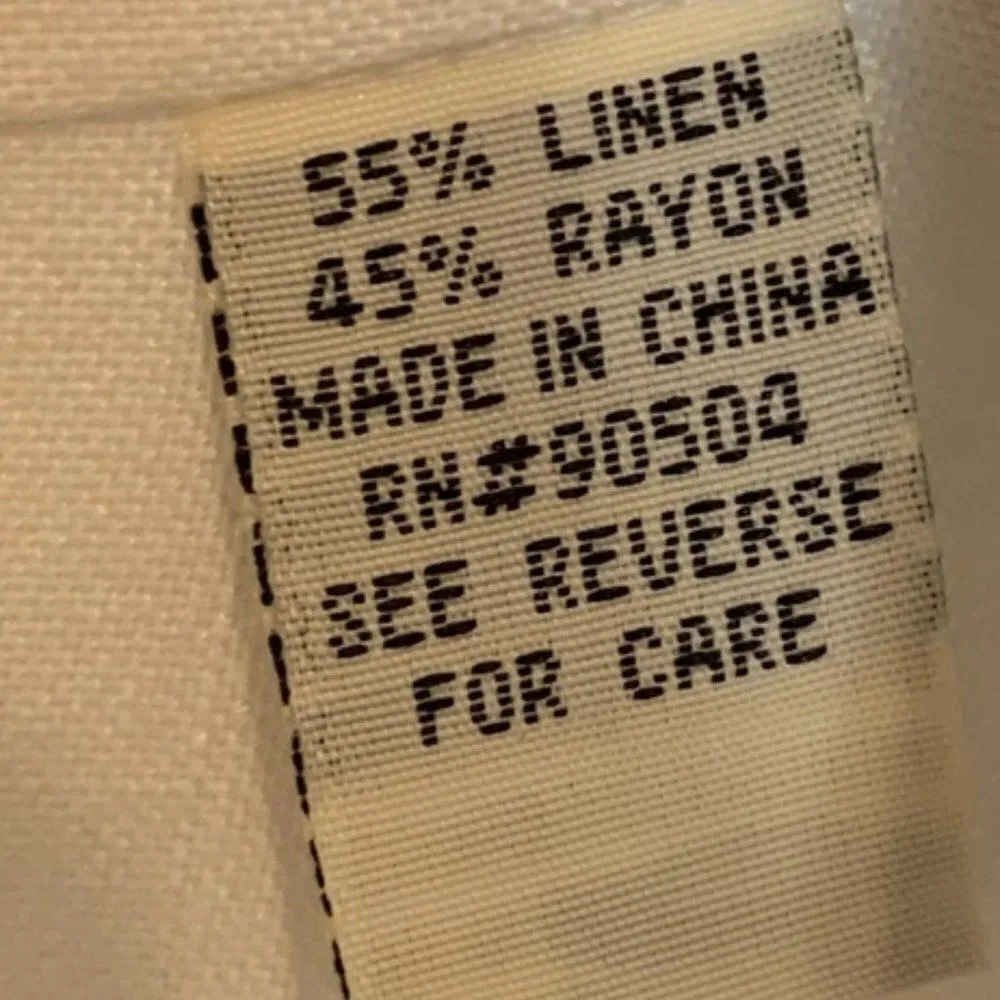 55% LINEN
45% RAYON
MADE IN CHINA
RN#90504
SEE REVERSE
FOR CARE